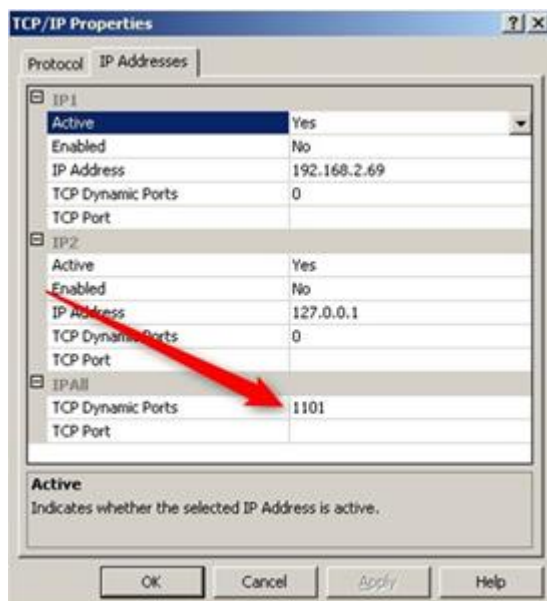 TCP/IP Properties
Protocol IP Addresses
IP1
Active Yes
Enabled No
IP Address 192.168.2.69
TCP Dynamic Ports 0
TCP Port
IP2
Active Yes
Enabled No
IP Address 127.0.0.1
TCP Dynamic Ports 0
TCP Port
IPAll
TCP Dynamic Ports 1101
TCP Port
Active
Indicates whether the selected IP Address is active.
OK Cancel Apply Help